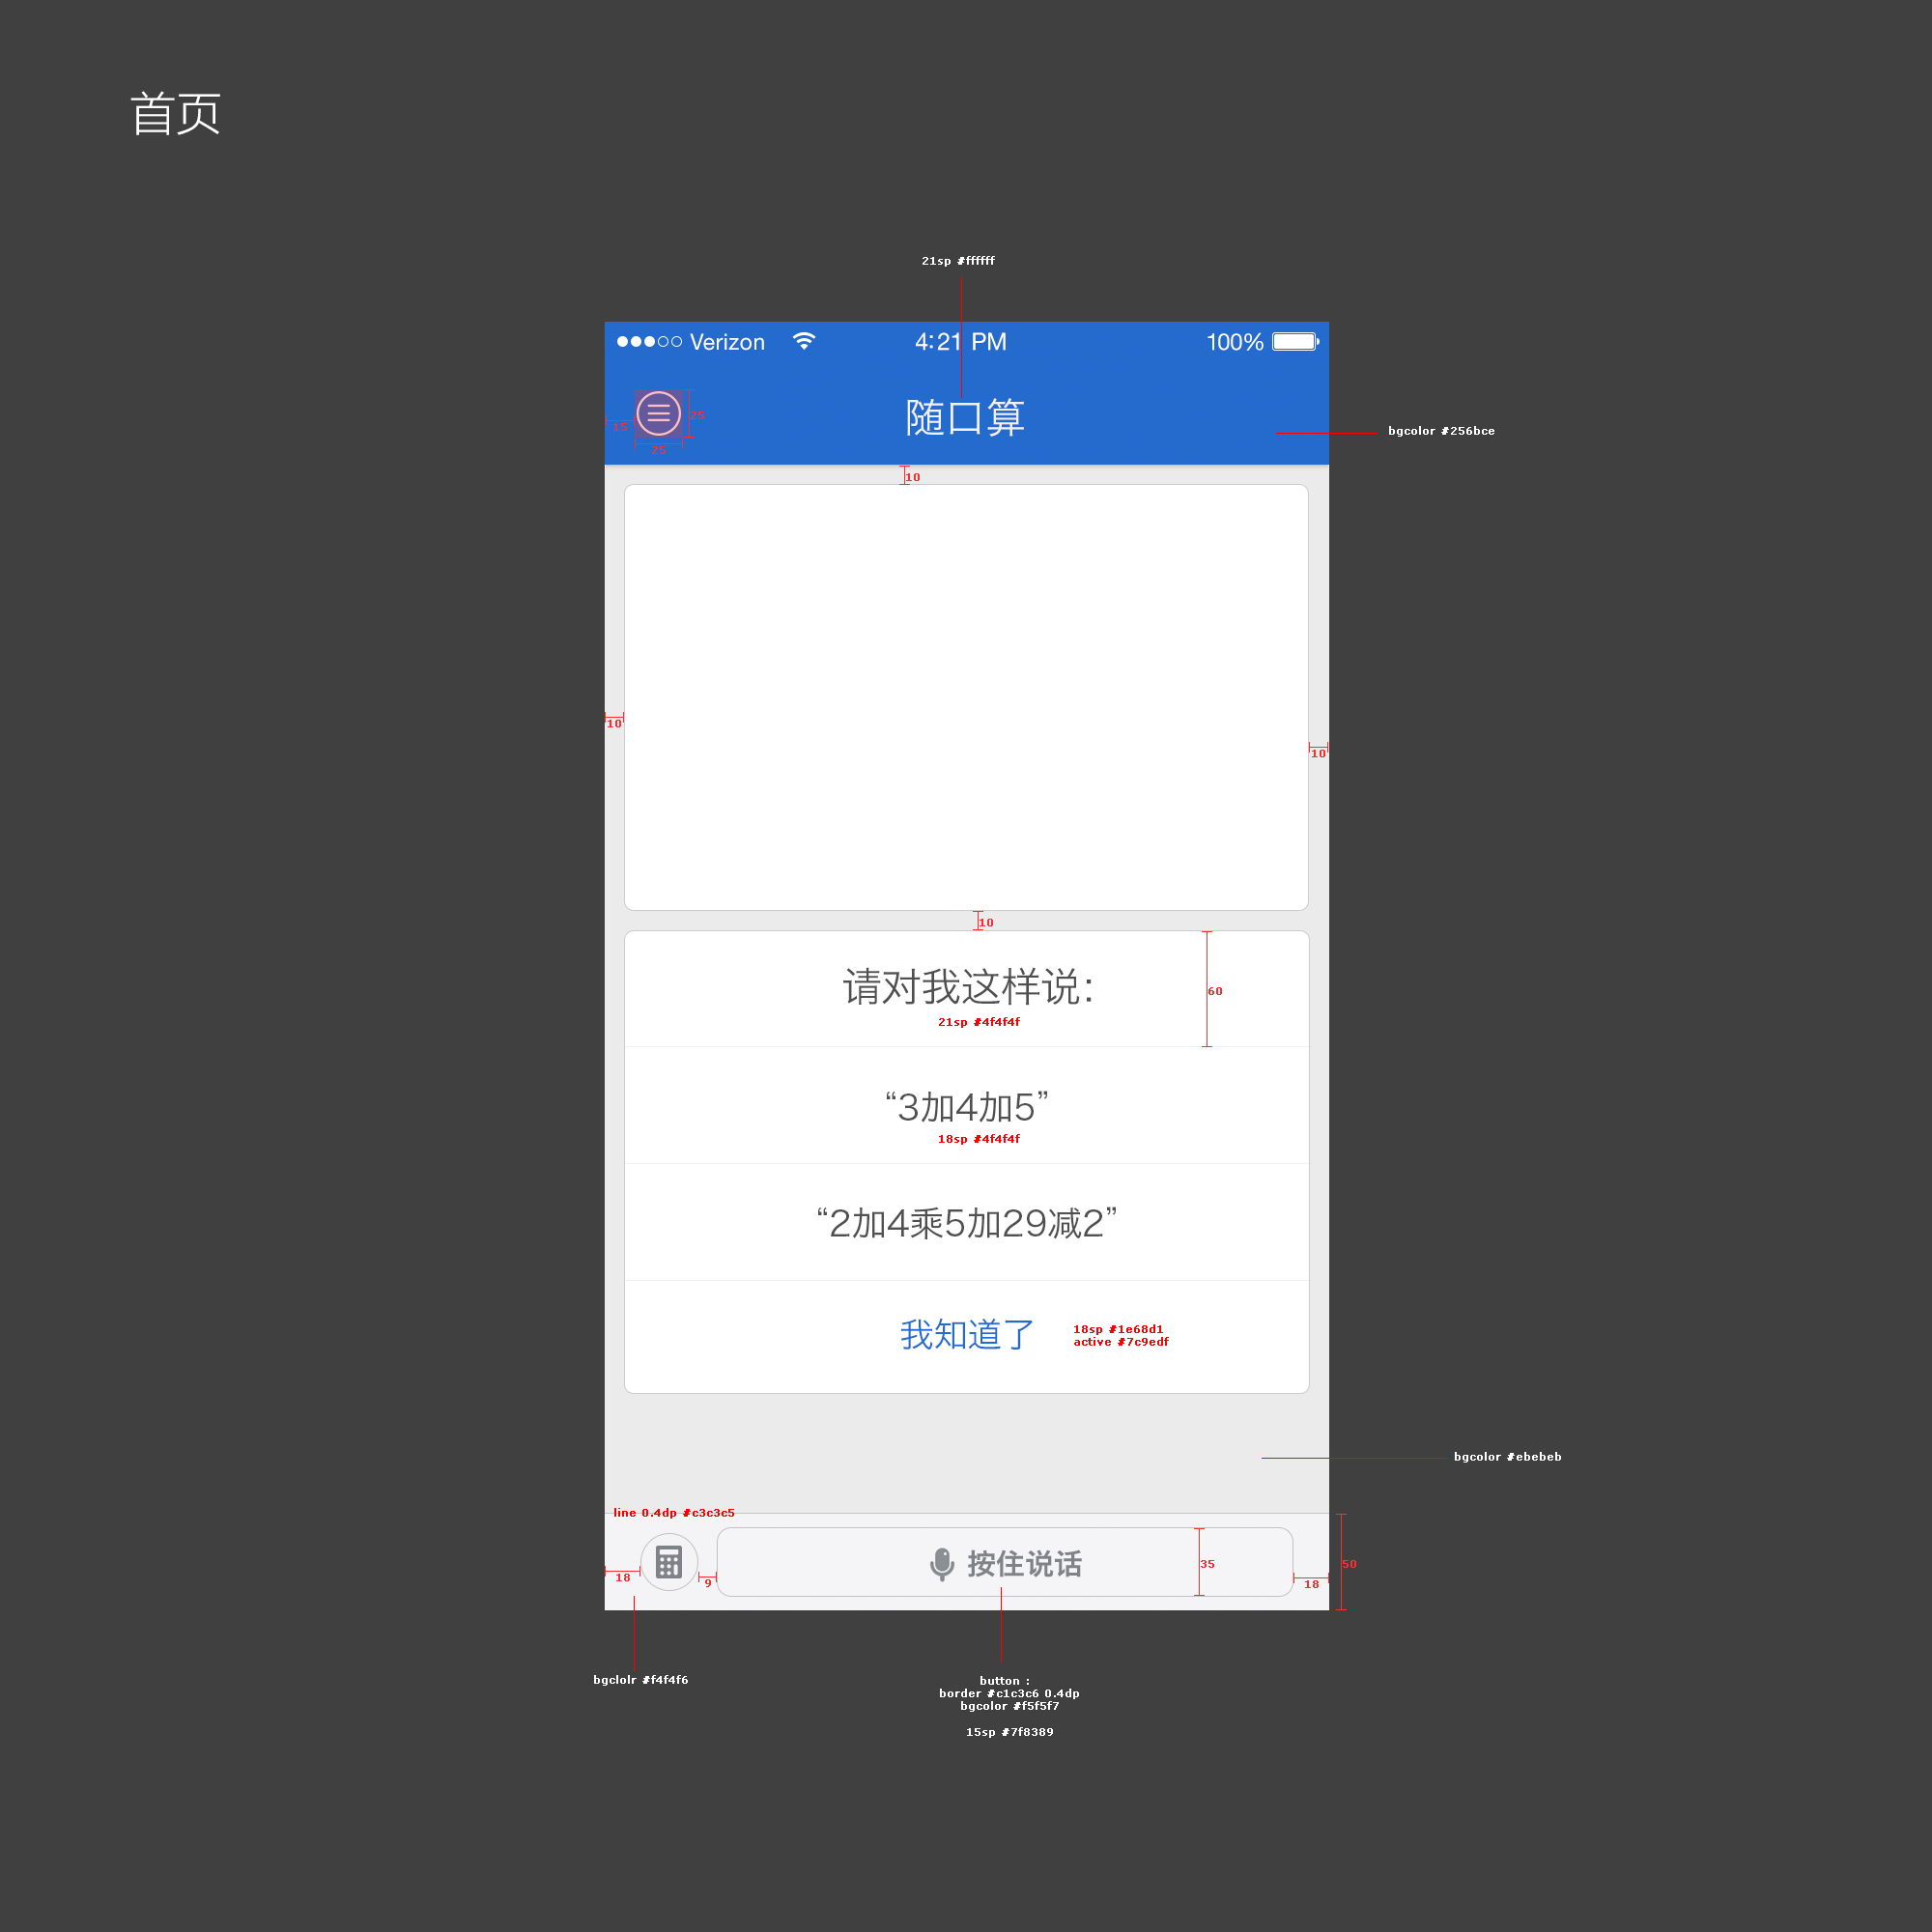 首页
21sp #ffffff
Verizon
4:21 PM
100%
15
25
25
随口算
bgcolor #256bce
10
10
10
10
请对我这样说：
21sp #4f4f4f
60
“3加4加5”
18sp #4f4f4f
“2加4乘5加29减2”
我知道了
18sp #1e68d1
active #7c9edf
bgcolor #ebebeb
line 0.4dp #c3c3c5
18
9
按住说话
35
18
50
bgclolr #f4f4f6
button :
border #c1c3c6 0.4dp
bgcolor #f5f5f7
15sp #7f8389